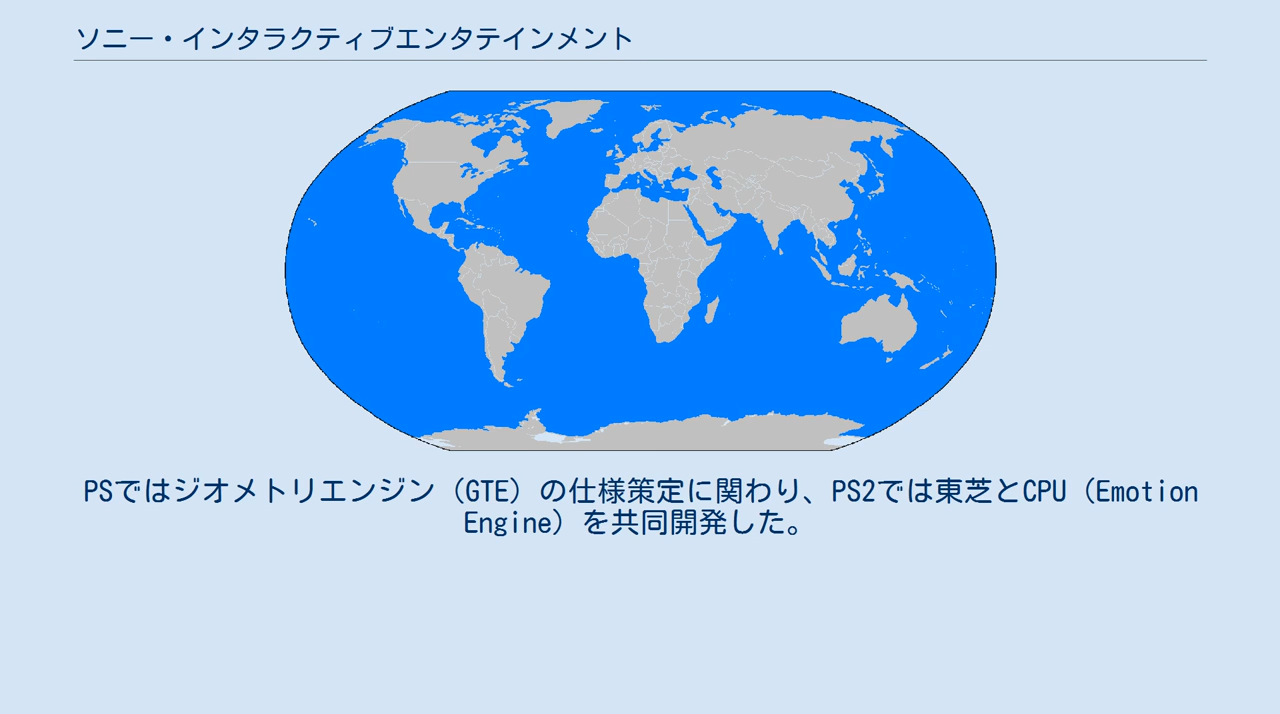 ソニー・インタラクティブエンタテインメント
PSではジオメトリエンジン（GTE）の仕様策定に関わり、PS2では東芝とCPU（Emotion
Engine）を共同開発した。